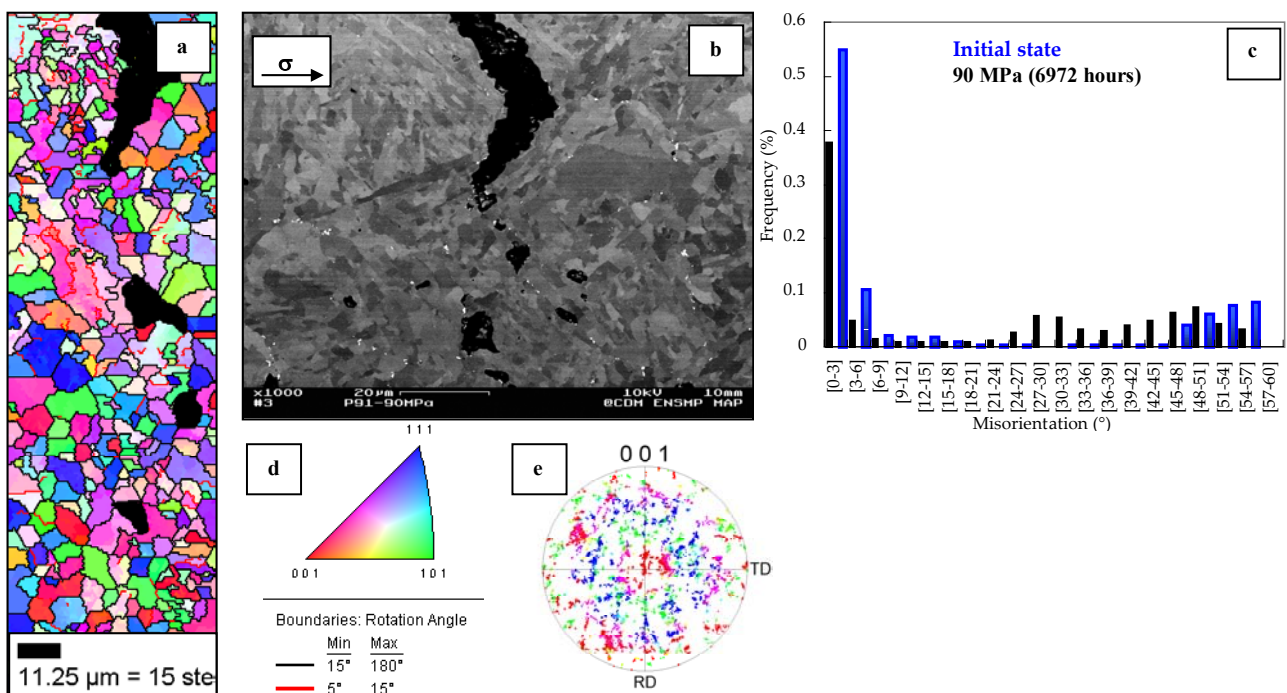 a
11.25 µm = 15 ste
b
σ
x1000 20µm 10kV 10mm
#3 P91-90MPa @CDM ENSMP MAP
c
Initial state
90 MPa (6972 hours)
Frequency (%)
0.6
0.5
0.4
0.3
0.2
0.1
0
[0-3]
[3-6]
[6-9]
[9-12]
[12-15]
[15-18]
[18-21]
[21-24]
[24-27]
[27-30]
[30-33]
[33-36]
[36-39]
[39-42]
[42-45]
[45-48]
[48-51]
[51-54]
[54-57]
[57-60]
Misorientation (°)
d
1 1 1
0 0 1 1 0 1
Boundaries: Rotation Angle
Min Max
15° 180°
5° 15°
e
0 0 1
TD
RD